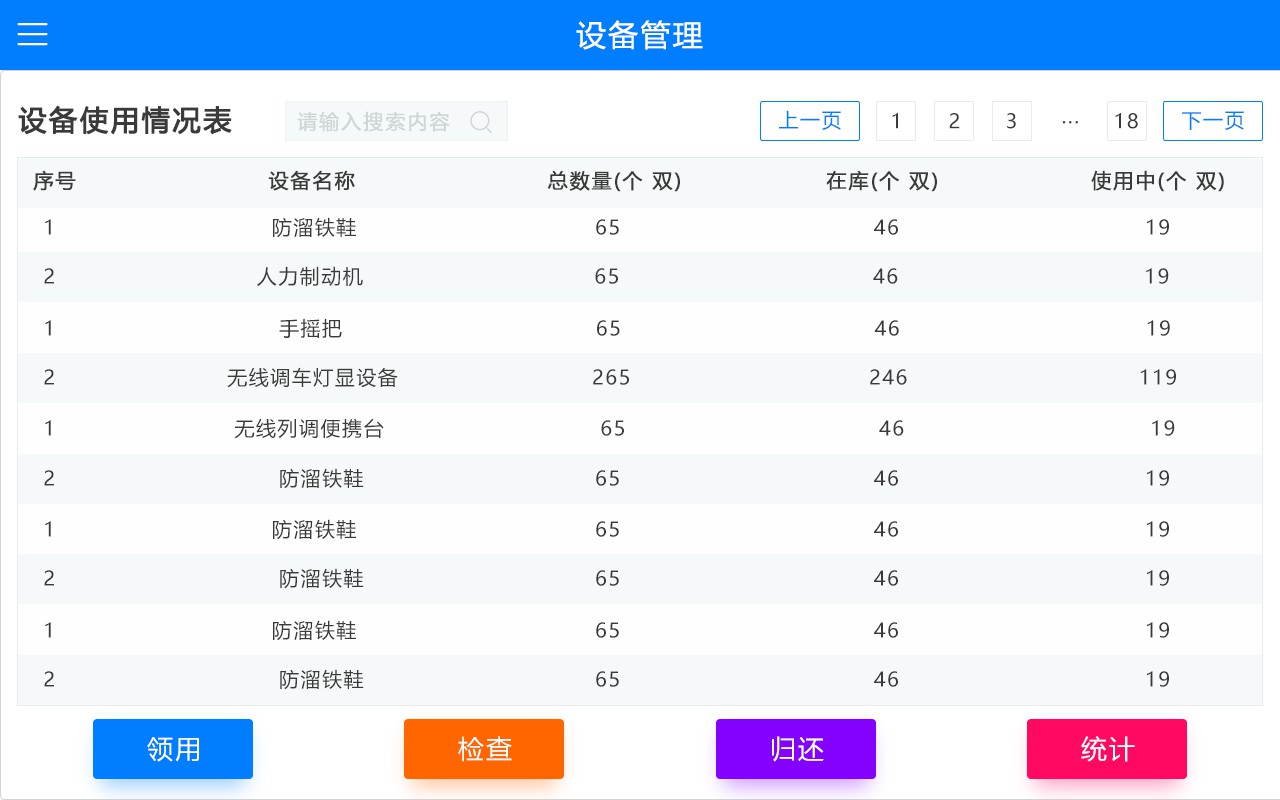 设备管理
设备使用情况表 请输入搜索内容 上一页 1 2 3 ... 18 下一页
序号 设备名称 总数量(个 双) 在库(个 双) 使用中(个 双)
1 防溜铁鞋 65 46 19
2 人力制动机 65 46 19
1 手摇把 65 46 19
2 无线调车灯显设备 265 246 119
1 无线列调便携台 65 46 19
2 防溜铁鞋 65 46 19
1 防溜铁鞋 65 46 19
2 防溜铁鞋 65 46 19
1 防溜铁鞋 65 46 19
2 防溜铁鞋 65 46 19
领用 检查 归还 统计